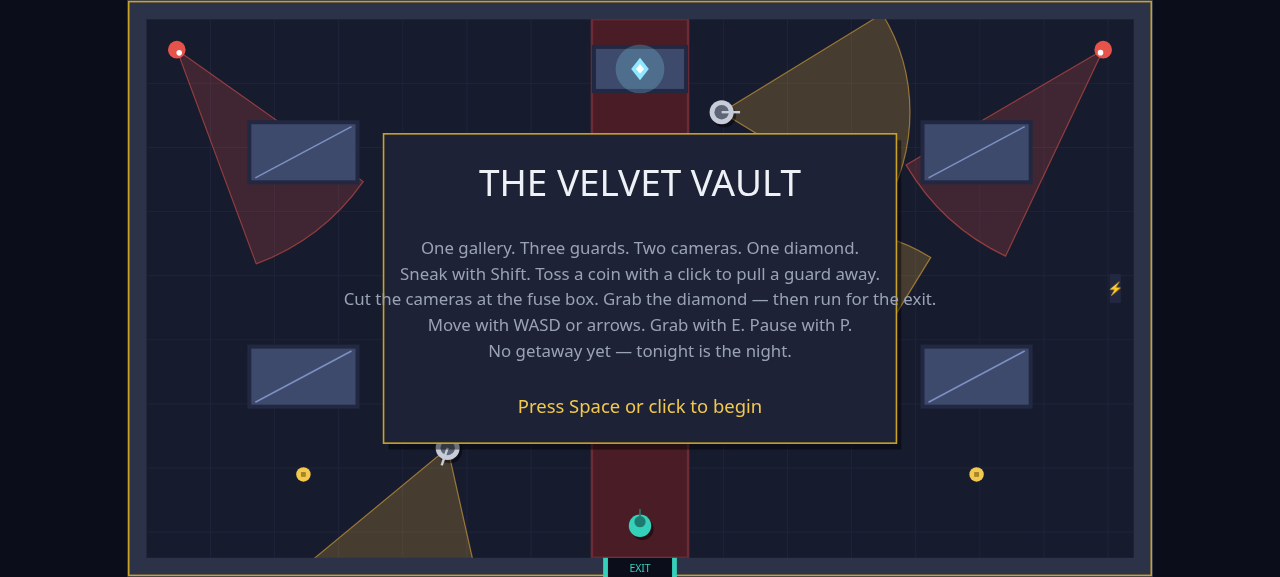 THE VELVET VAULT
One gallery. Three guards. Two cameras. One diamond.
Sneak with Shift. Toss a coin with a click to pull a guard away.
Cut the cameras at the fuse box. Grab the diamond — then run for the exit.
Move with WASD or arrows. Grab with E. Pause with P.
No getaway yet — tonight is the night.
Press Space or click to begin
EXIT